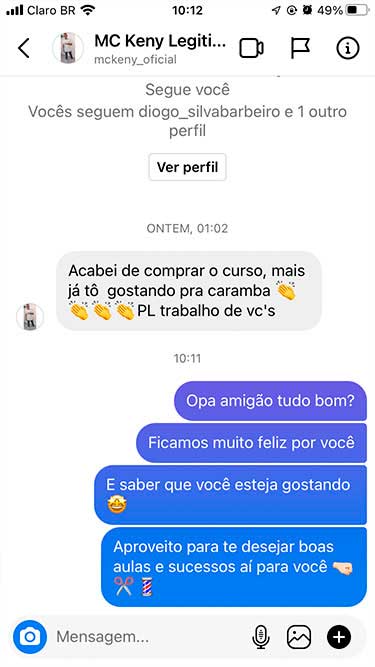 Claro BR 10:12 49%
MC Keny Legiti...
mckeny_oficial
Segue você
Vocês seguem diogo_silvabarbeiro e 1 outro
perfil
Ver perfil
ONTEM, 01:02
Acabei de comprar o curso, mais
já tô gostando pra caramba 👏
👏👏👏PL trabalho de vc's
10:11
Opa amigão tudo bom?
Ficamos muito feliz por você
E saber que você esteja gostando
🤩
Aproveito para te desejar boas
aulas e sucessos aí para você 🤜🏻
✂️💈
Mensagem...